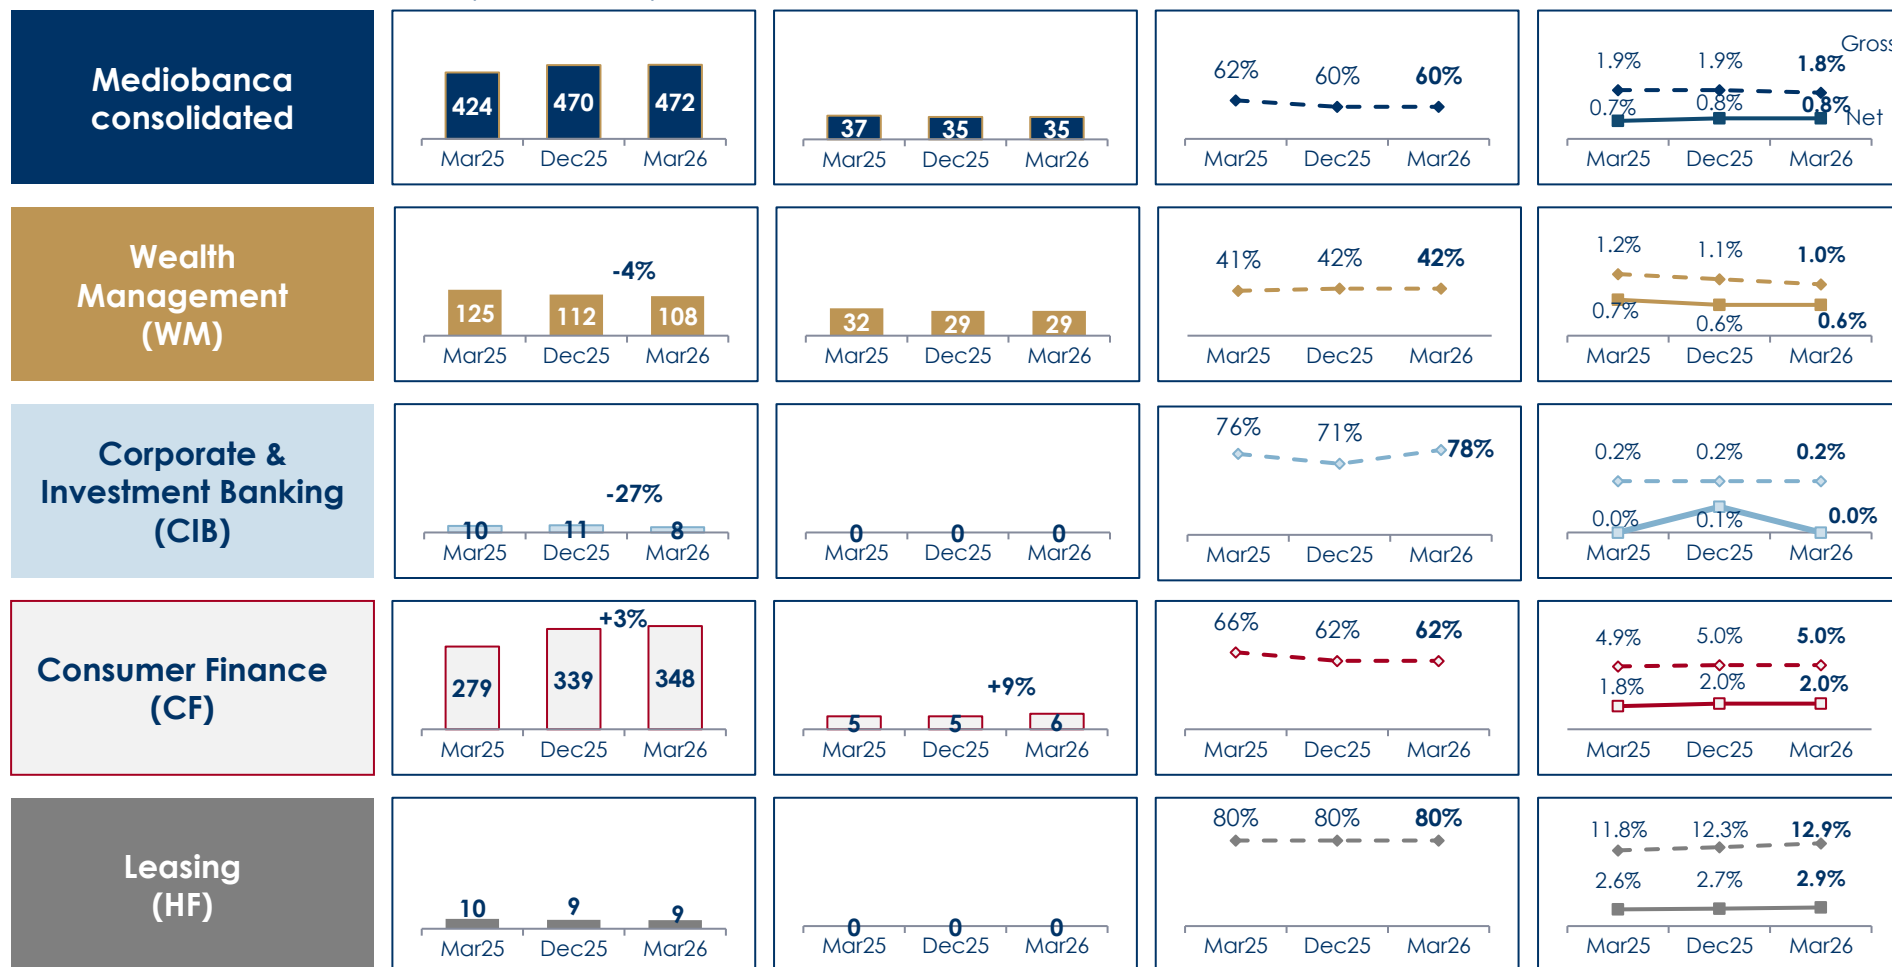 Mediobanca
consolidated
424 470 472
Mar25 Dec25 Mar26
37 35 35
Mar25 Dec25 Mar26
62% 60% 60%
Mar25 Dec25 Mar26
Gross
1.9% 1.9% 1.8%
0.7% 0.8% 0.8%
Net
Mar25 Dec25 Mar26
Wealth
Management
(WM)
-4%
125 112 108
Mar25 Dec25 Mar26
32 29 29
Mar25 Dec25 Mar26
41% 42% 42%
Mar25 Dec25 Mar26
1.2% 1.1% 1.0%
0.7% 0.6% 0.6%
Mar25 Dec25 Mar26
Corporate &
Investment Banking
(CIB)
-27%
10 11 8
Mar25 Dec25 Mar26
0 0 0
Mar25 Dec25 Mar26
76% 71% 78%
Mar25 Dec25 Mar26
0.2% 0.2% 0.2%
0.0% 0.1% 0.0%
Mar25 Dec25 Mar26
Consumer Finance
(CF)
+3%
279 339 348
Mar25 Dec25 Mar26
+9%
5 5 6
Mar25 Dec25 Mar26
66% 62% 62%
Mar25 Dec25 Mar26
4.9% 5.0% 5.0%
1.8% 2.0% 2.0%
Mar25 Dec25 Mar26
Leasing
(HF)
10 9 9
Mar25 Dec25 Mar26
0 0 0
Mar25 Dec25 Mar26
80% 80% 80%
Mar25 Dec25 Mar26
11.8% 12.3% 12.9%
2.6% 2.7% 2.9%
Mar25 Dec25 Mar26